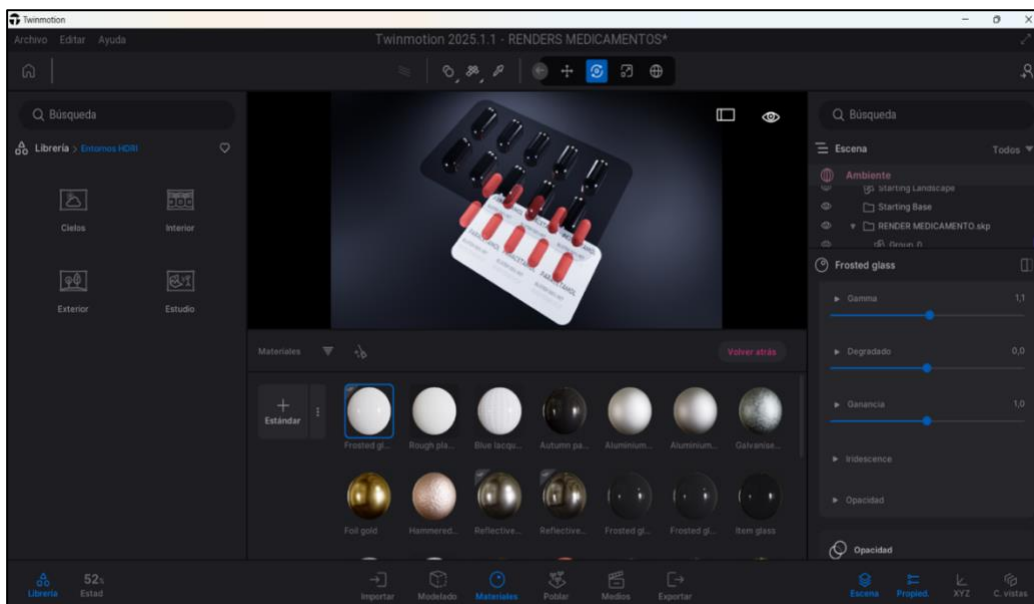 Twinmotion
Archivo Editar Ayuda
Twinmotion 2025.1.1 - RENDERS MEDICAMENTOS*
Búsqueda
Librería > Entornos HDRI
Cielos
Interior
Exterior
Estudio
PARACETAMOL
Materiales
Volver atrás
Estándar
Frosted gl...
Rough pla...
Blue lacqu...
Autumn pa...
Aluminium...
Aluminium...
Galvanise...
Foil gold
Hammered...
Reflective...
Reflective...
Frosted gl...
Frosted gl...
Item glass
Búsqueda
Escena
Todos
Ambiente
Starting Landscape
Starting Base
RENDER MEDICAMENTO.skp
Group_0
Frosted glass
Gamma 1,1
Degradado 0,0
Ganancia 1,0
Iridescence
Opacidad
Opacidad
Librería
52%
Estad
Importar
Modelado
Materiales
Poblar
Medios
Exportar
Escena
Propied.
XYZ
C. vistas